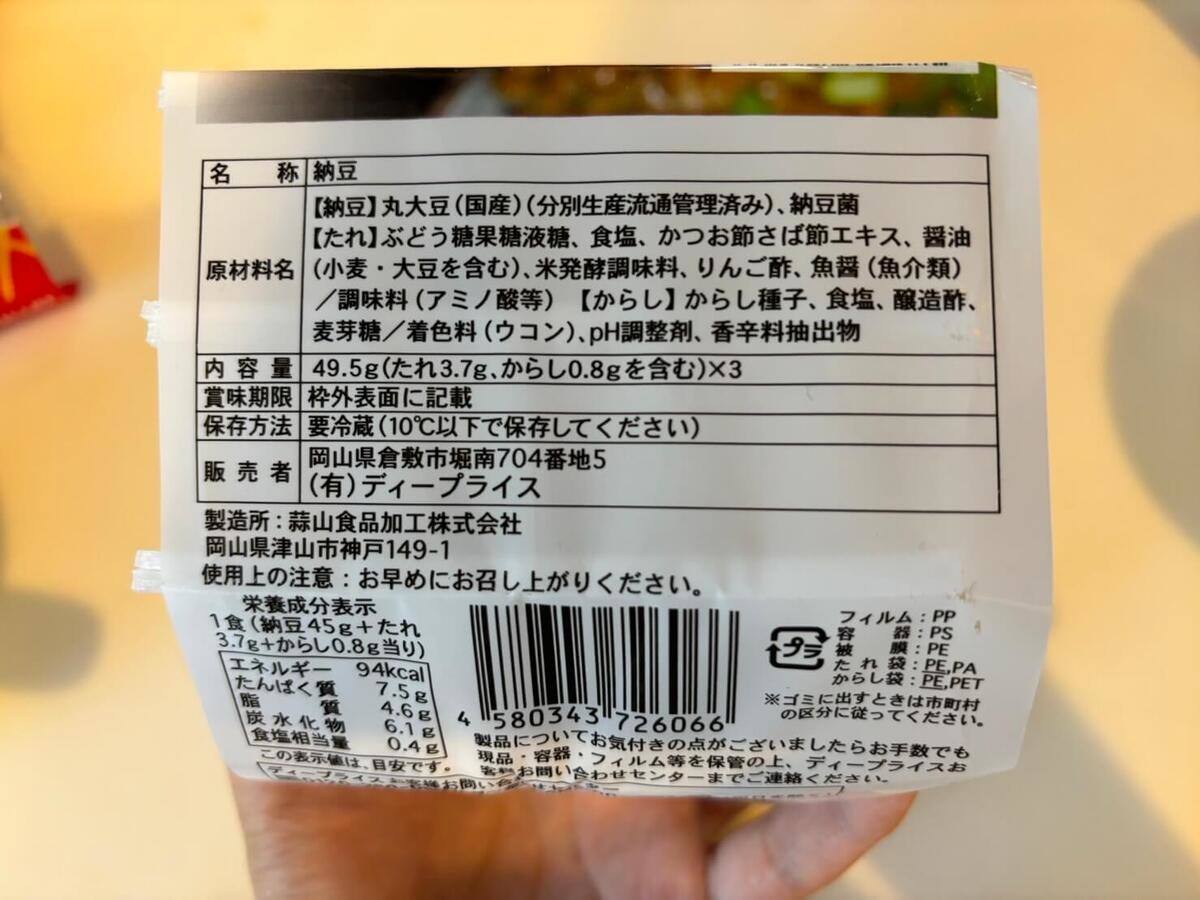 名称 納豆
原材料名 【納豆】丸大豆(国産)(分別生産流通管理済み)、納豆菌
【たれ】ぶどう糖果糖液糖、食塩、かつお節さば節エキス、醤油
(小麦・大豆を含む)、米発酵調味料、りんご酢、魚醤(魚介類)
/調味料(アミノ酸等) 【からし】からし種子、食塩、醸造酢、
麦芽糖/着色料(ウコン)、pH調整剤、香辛料抽出物
内容量 49.5g(たれ3.7g、からし0.8gを含む)×3
賞味期限 枠外表面に記載
保存方法 要冷蔵(10℃以下で保存してください)
販売者 岡山県倉敷市堀南704番地5
(有)ディープライス
製造所:蒜山食品加工株式会社
岡山県津山市神戸149-1
使用上の注意:お早めにお召し上がりください。
栄養成分表示
1食(納豆45g+たれ
3.7g+からし0.8g当り)
エネルギー 94kcal
たんぱく質 7.5g
脂質 4.6g
炭水化物 6.1g
食塩相当量 0.4g
この表示値は、目安です。
4 580343 726066
プラ
フィルム:PP
容器:PS
被膜:PE
たれ袋:PE,PA
からし袋:PE,PET
※ゴミに出すときは市町村
の区分に従ってください。
製品についてお気付きの点がございましたらお手数でも
現品・容器・フィルム等を保管の上、ディープライスお
客様お問い合わせセンターまでご連絡ください。